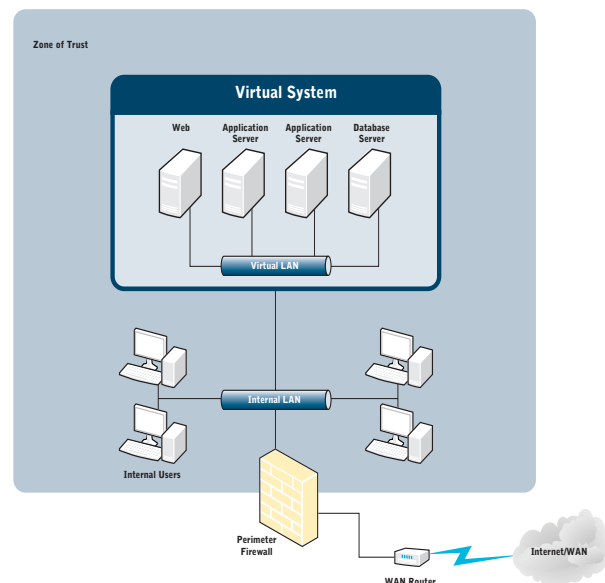 Zone of Trust
Virtual System
Web
Application
Server
Application
Server
Database
Server
Virtual LAN
Internal LAN
Internal Users
Perimeter
Firewall
Internet/WAN
WAN Router